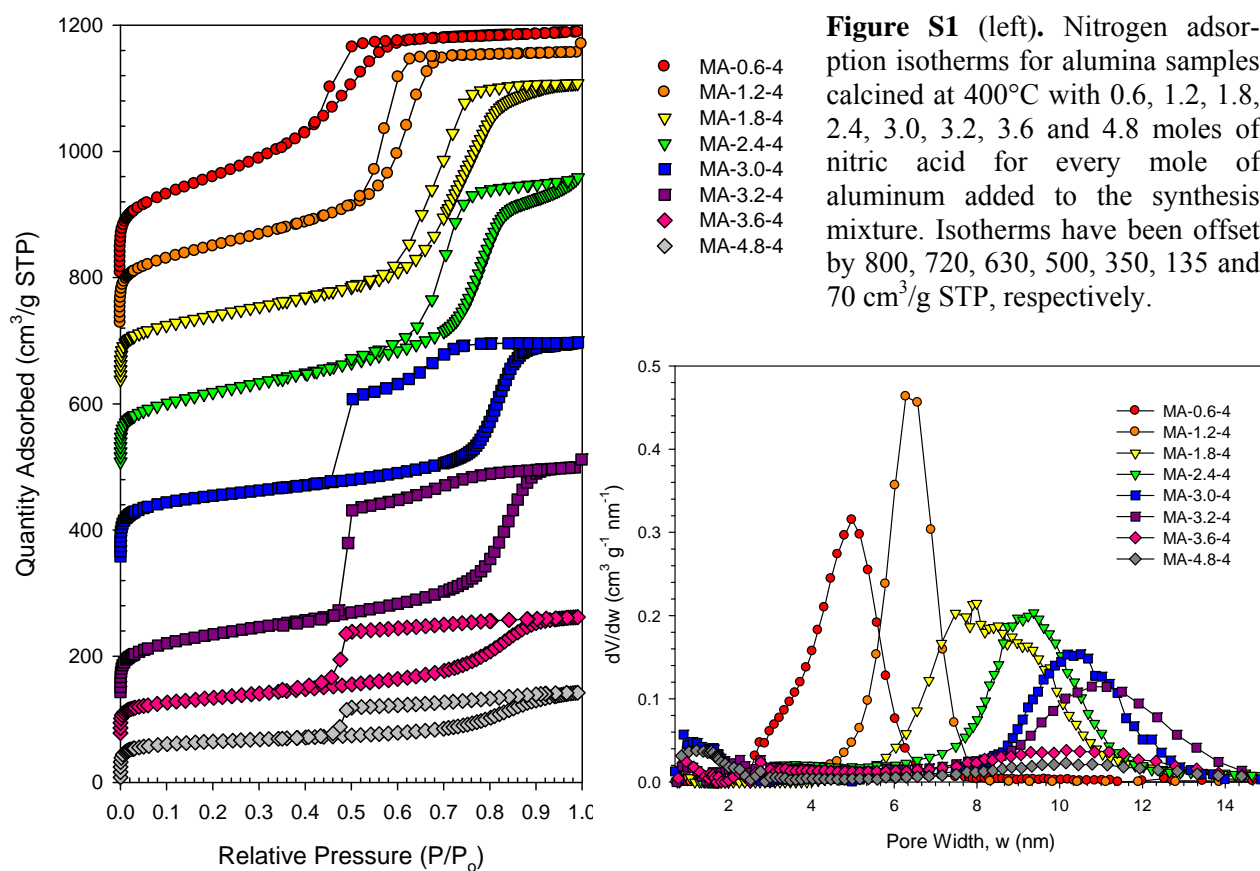 Figure S1 (left). Nitrogen adsor-
ption isotherms for alumina samples
calcined at 400°C with 0.6, 1.2, 1.8,
2.4, 3.0, 3.2, 3.6 and 4.8 moles of
nitric acid for every mole of
aluminum added to the synthesis
mixture. Isotherms have been offset
by 800, 720, 630, 500, 350, 135 and
70 cm³/g STP, respectively.
Quantity Adsorbed (cm³/g STP)
1200
1000
800
600
400
200
0
0.0 0.1 0.2 0.3 0.4 0.5 0.6 0.7 0.8 0.9 1.0
Relative Pressure (P/Pₒ)
MA-0.6-4
MA-1.2-4
MA-1.8-4
MA-2.4-4
MA-3.0-4
MA-3.2-4
MA-3.6-4
MA-4.8-4
dV/dw (cm³ g⁻¹ nm⁻¹)
0.5
0.4
0.3
0.2
0.1
0.0
2 4 6 8 10 12 14
Pore Width, w (nm)
MA-0.6-4
MA-1.2-4
MA-1.8-4
MA-2.4-4
MA-3.0-4
MA-3.2-4
MA-3.6-4
MA-4.8-4